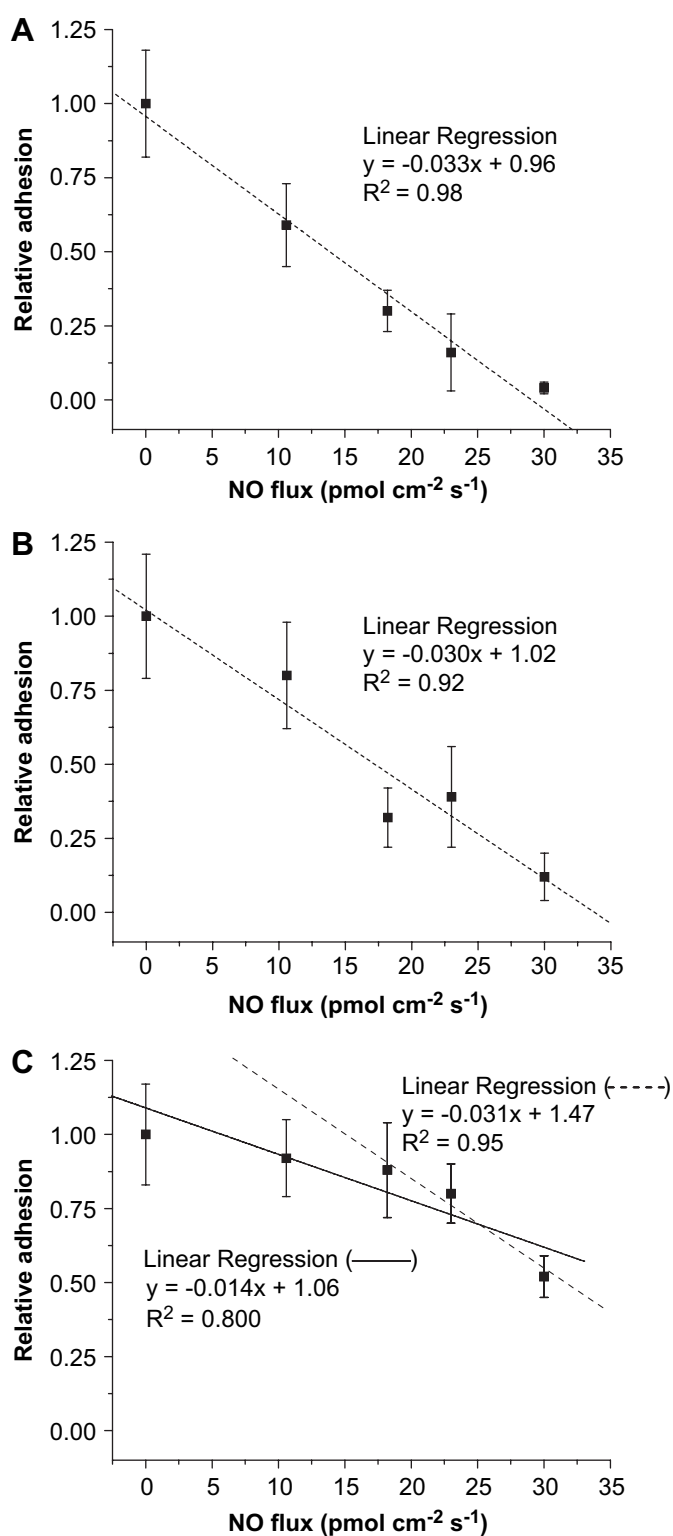 A
1.25
1.00
0.75
0.50
0.25
0.00
Relative adhesion
Linear Regression
y = -0.033x + 0.96
R² = 0.98
0 5 10 15 20 25 30 35
NO flux (pmol cm⁻² s⁻¹)
B
1.25
1.00
0.75
0.50
0.25
0.00
Relative adhesion
Linear Regression
y = -0.030x + 1.02
R² = 0.92
0 5 10 15 20 25 30 35
NO flux (pmol cm⁻² s⁻¹)
C
1.25
1.00
0.75
0.50
0.25
0.00
Relative adhesion
Linear Regression (-----)
y = -0.031x + 1.47
R² = 0.95
Linear Regression (——)
y = -0.014x + 1.06
R² = 0.800
0 5 10 15 20 25 30 35
NO flux (pmol cm⁻² s⁻¹)